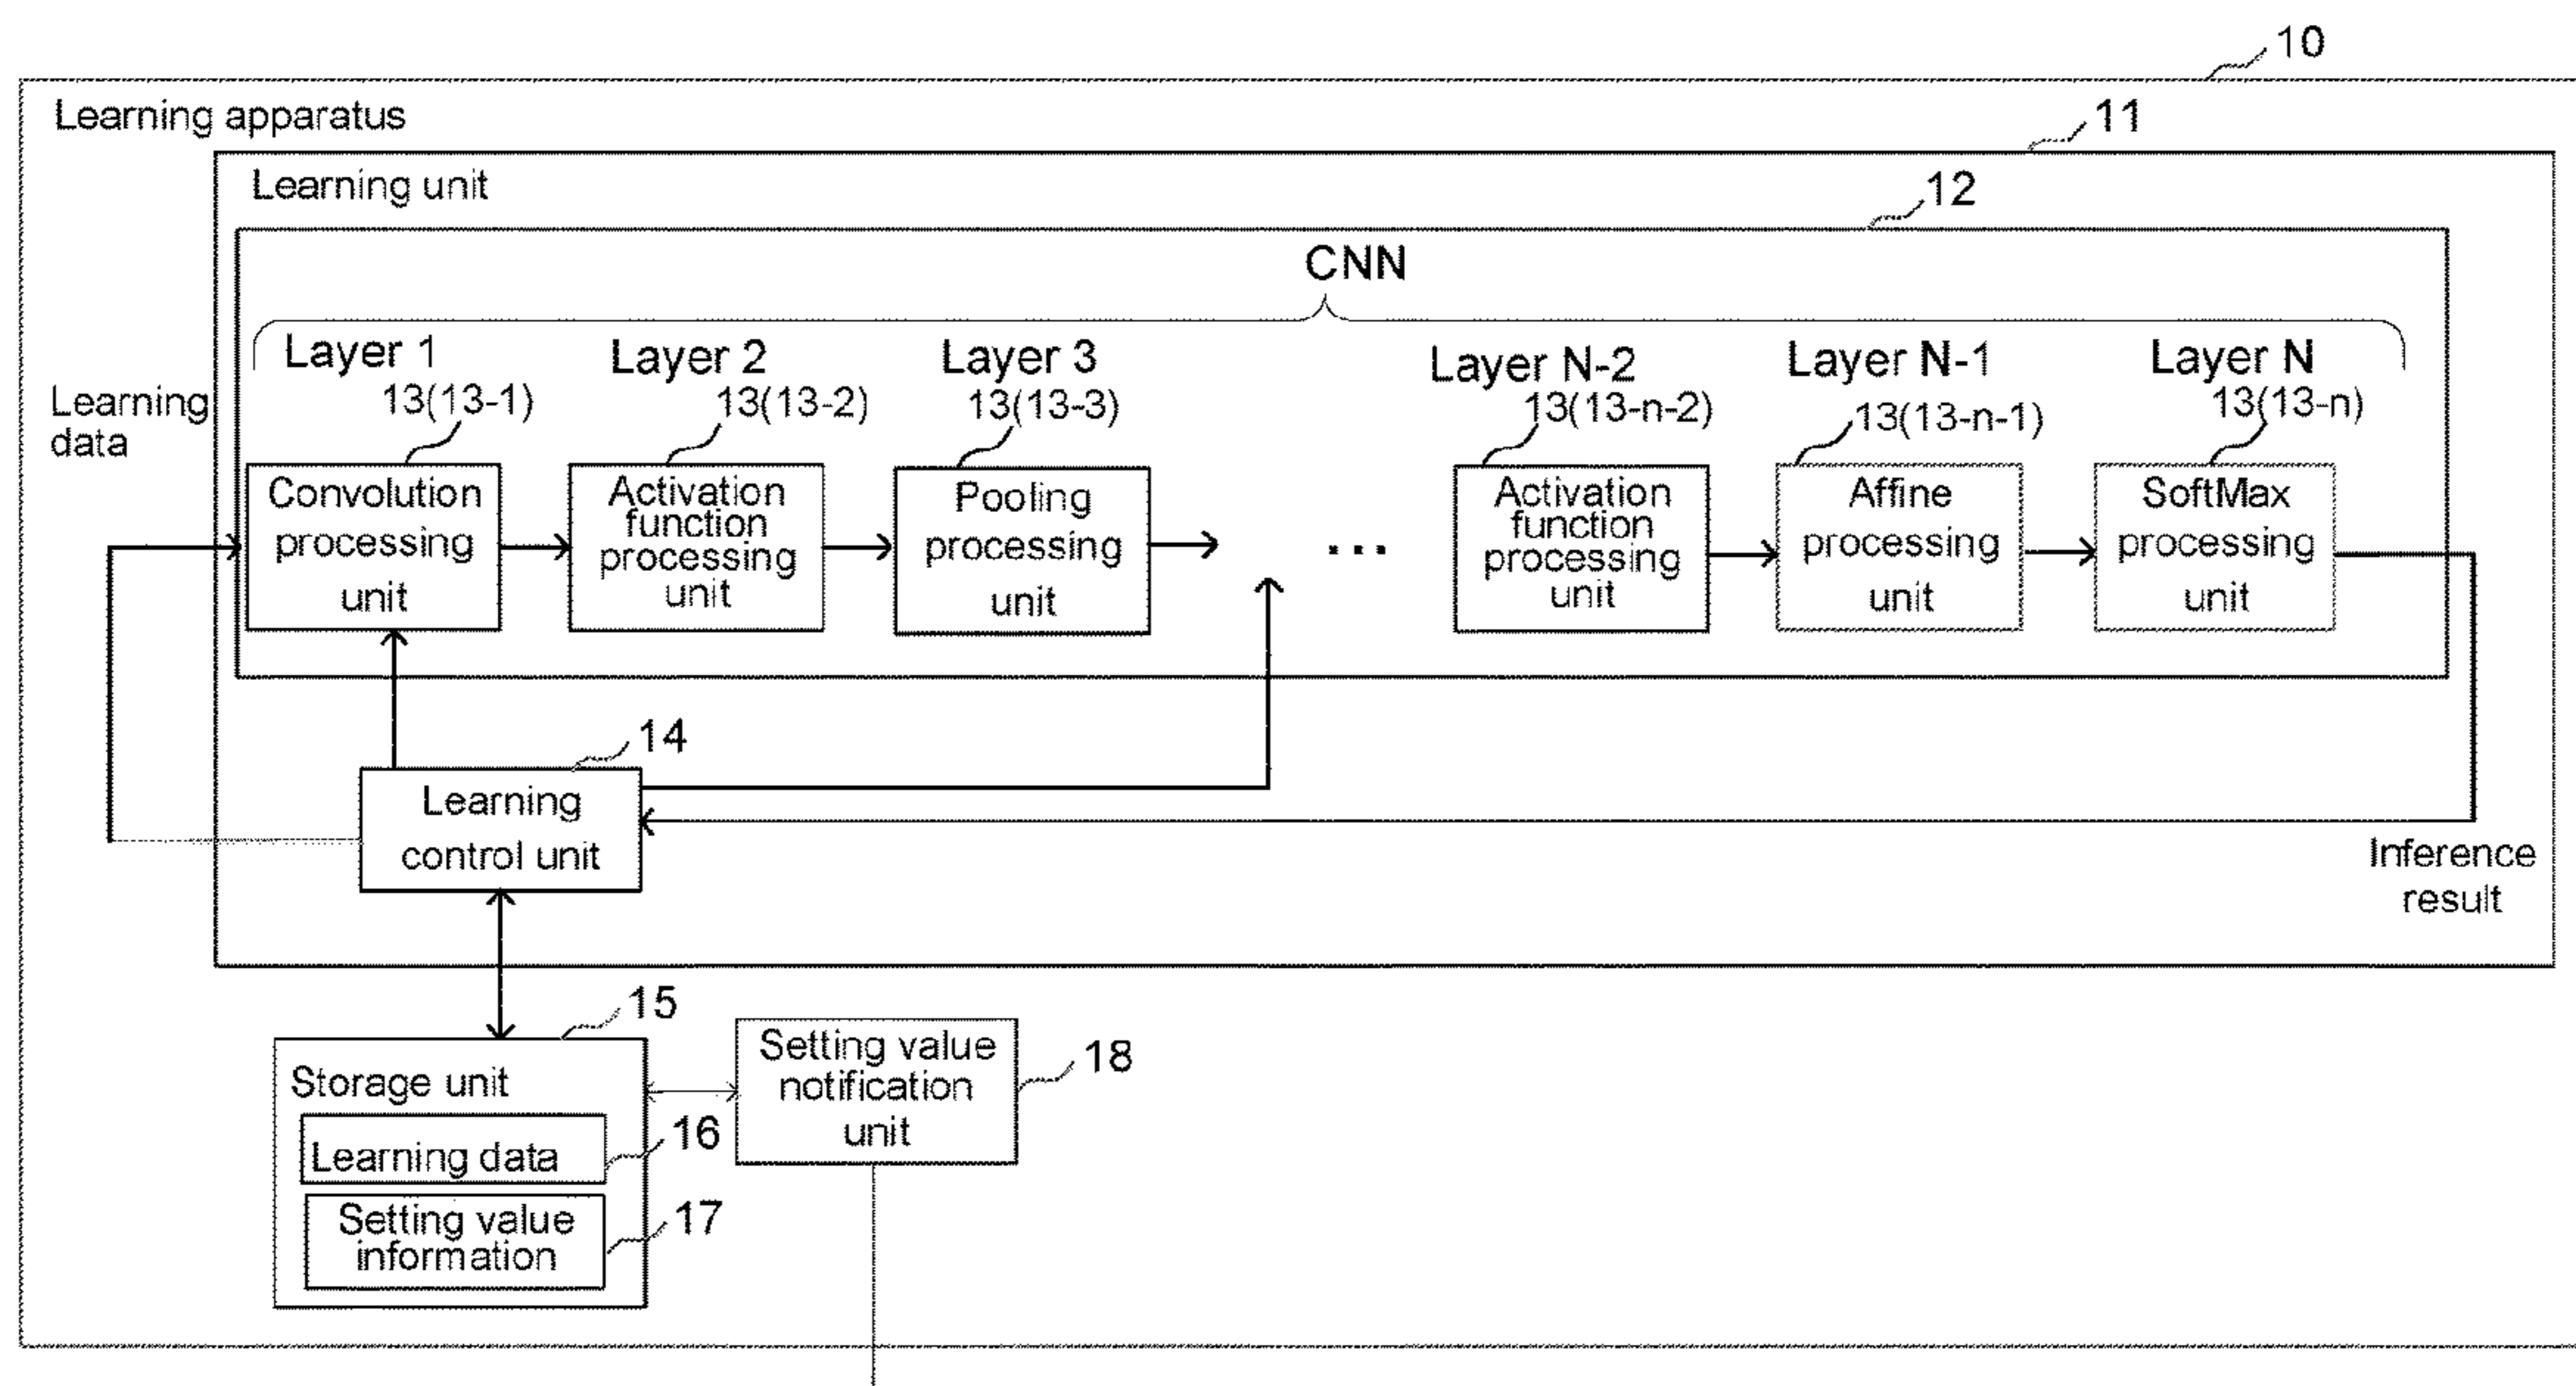 10
Learning apparatus
11
Learning unit
12
CNN
Layer 1
Layer 2
Layer 3
Layer N-2
Layer N-1
Layer N
13(13-1)
13(13-2)
13(13-3)
13(13-n-2)
13(13-n-1)
13(13-n)
Learning
data
Convolution
processing
unit
Activation
function
processing
unit
Pooling
processing
unit
...
Activation
function
processing
unit
Affine
processing
unit
SoftMax
processing
unit
14
Learning
control unit
Inference
result
15
Storage unit
16
Learning data
17
Setting value
information
Setting value
notification
unit
18